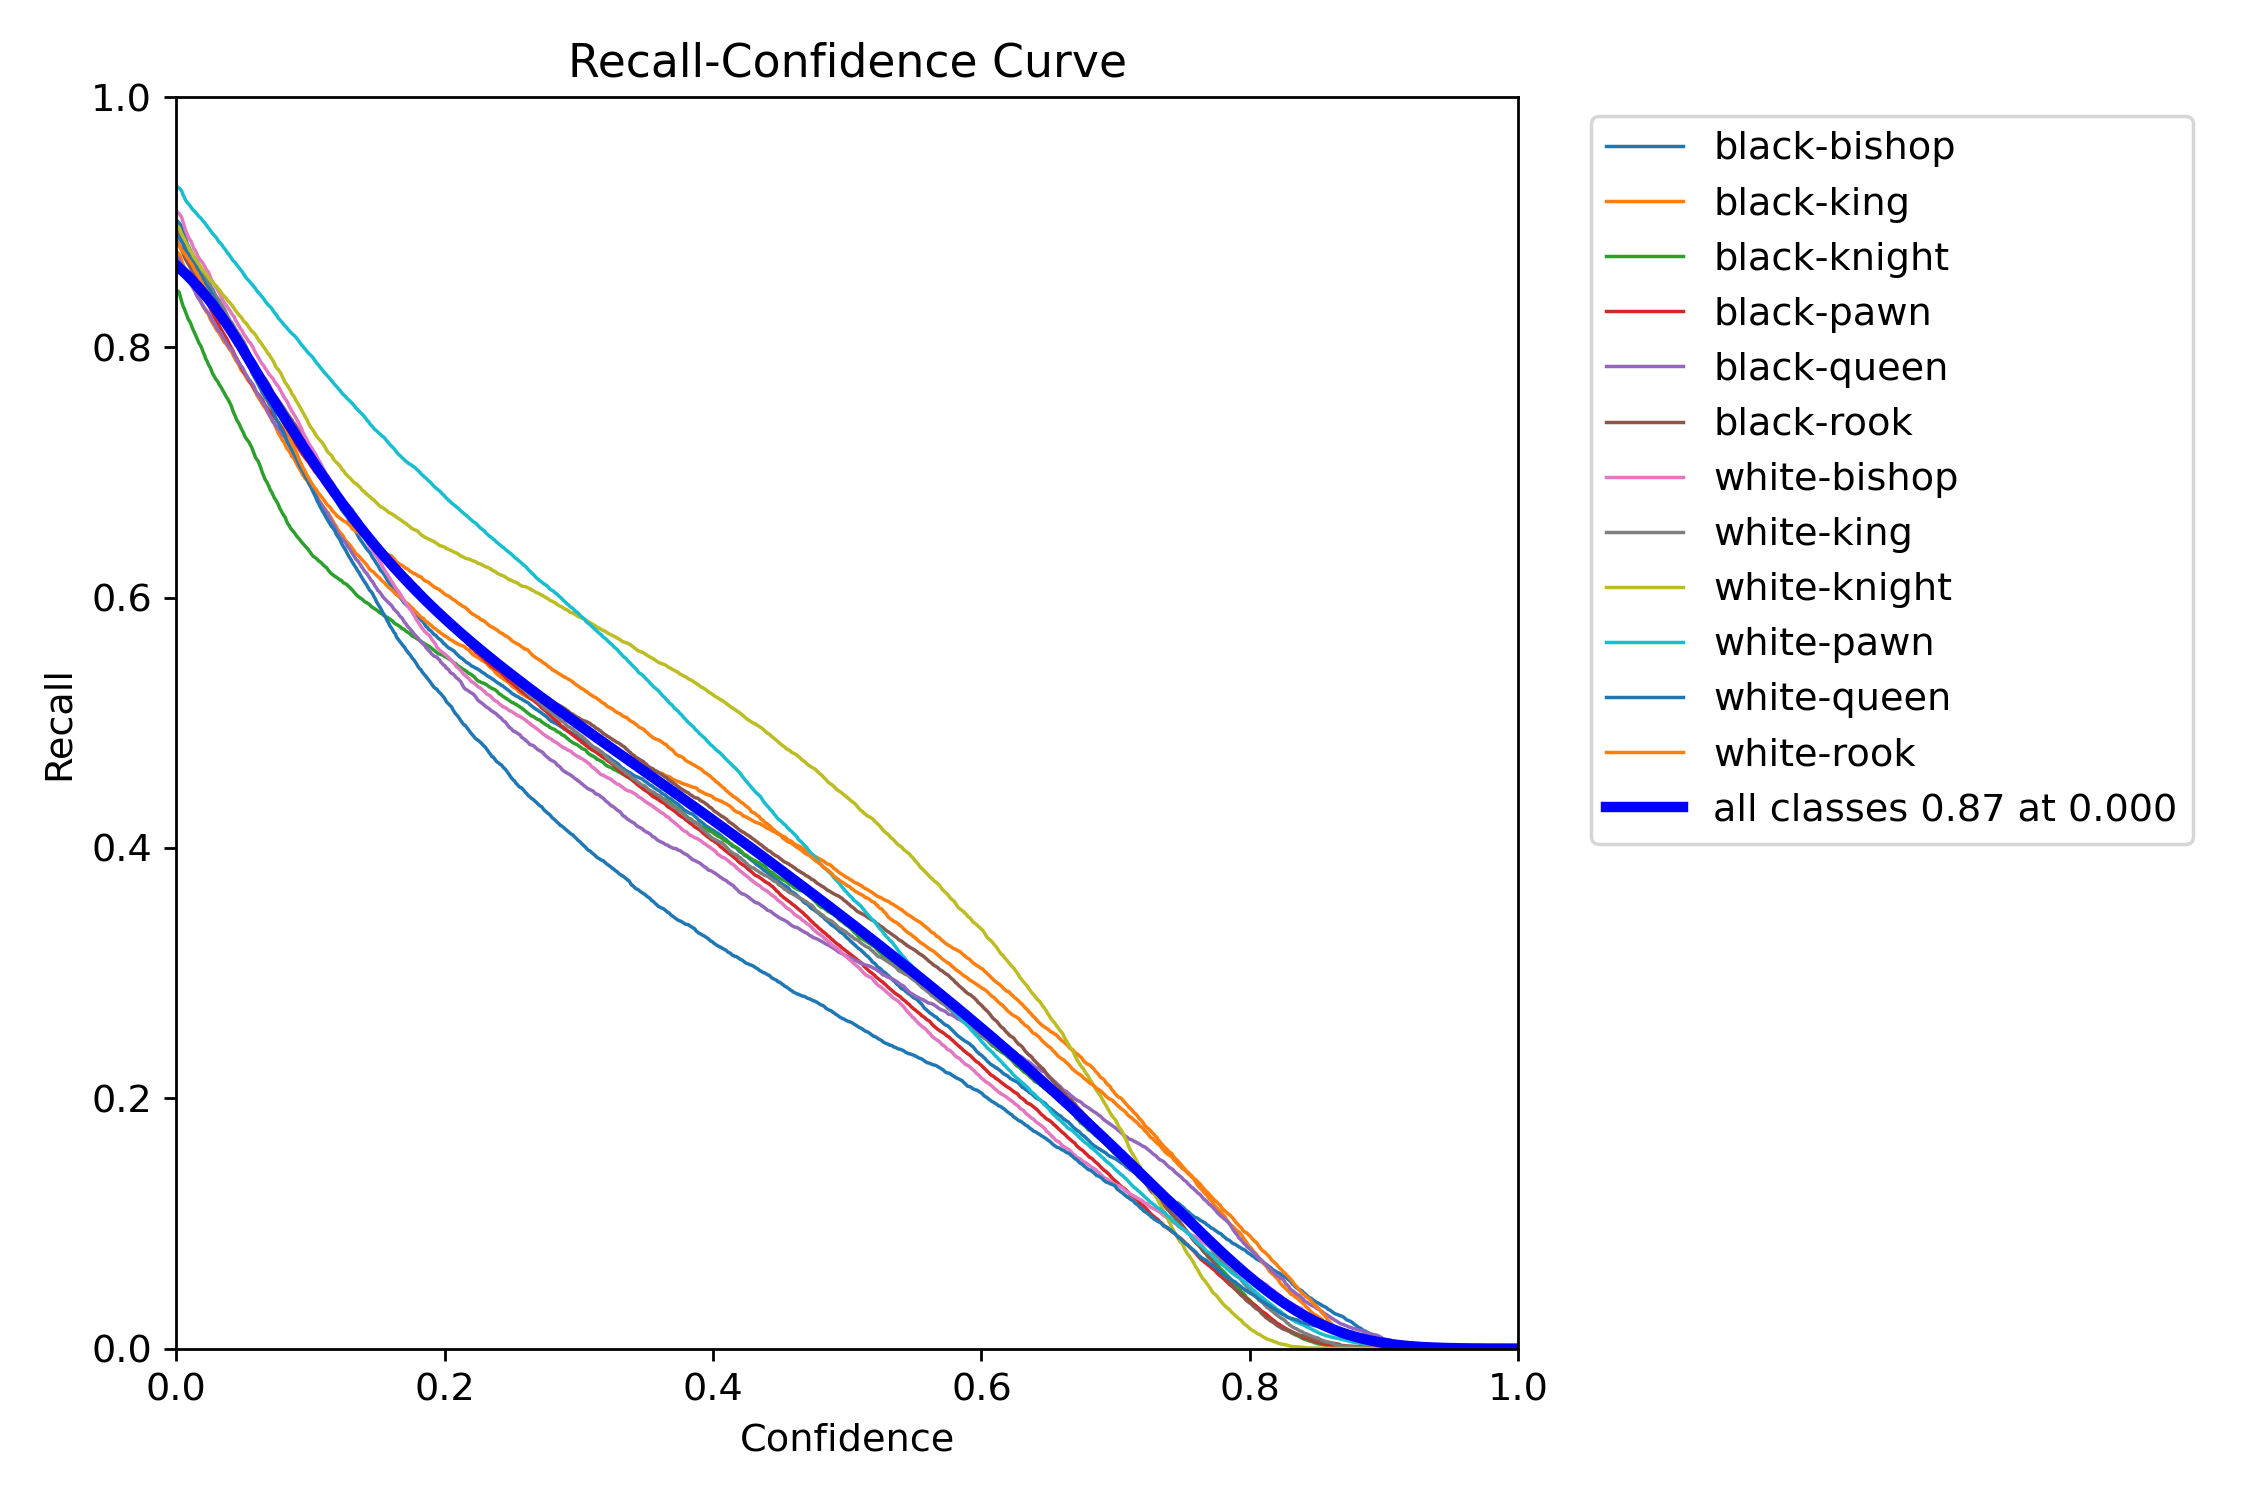 Recall-Confidence Curve
1.0
0.8
0.6
0.4
0.2
0.0
Recall
0.0 0.2 0.4 0.6 0.8 1.0
Confidence
black-bishop
black-king
black-knight
black-pawn
black-queen
black-rook
white-bishop
white-king
white-knight
white-pawn
white-queen
white-rook
all classes 0.87 at 0.000